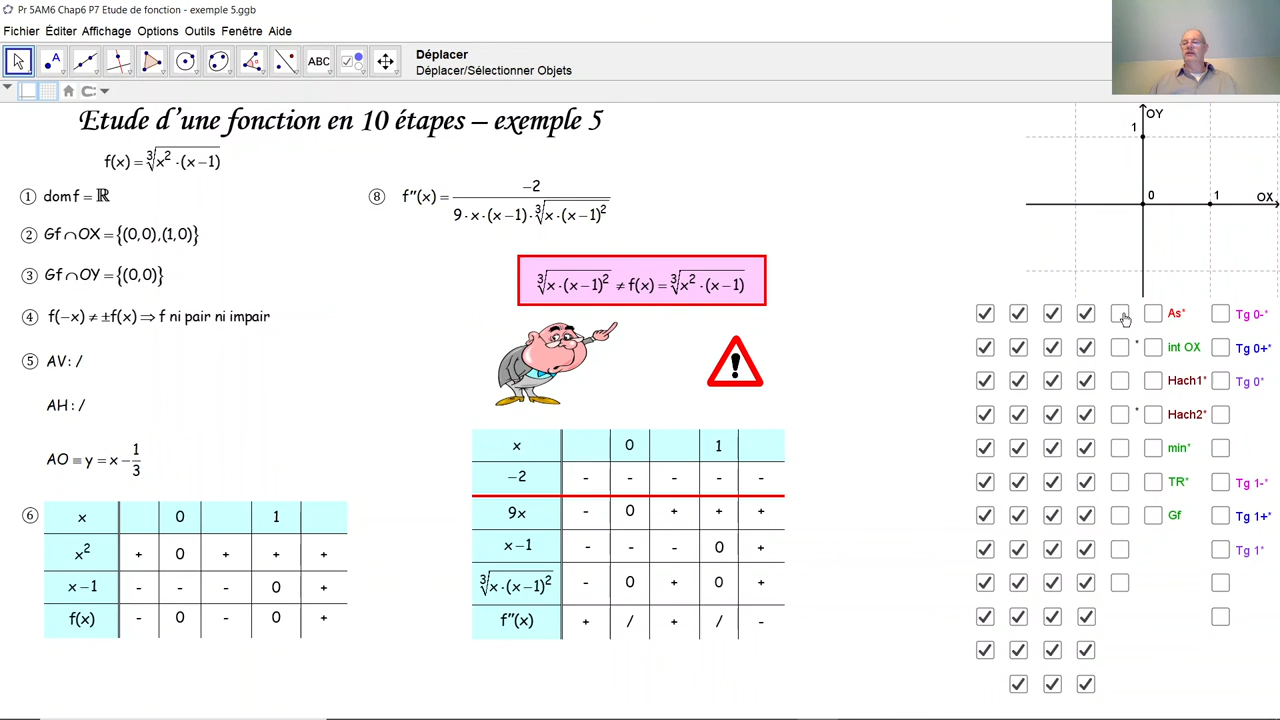 Pr 5AM6 Chap6 P7 Etude de fonction - exemple 5.ggb
Fichier Éditer Affichage Options Outils Fenêtre Aide
A ABC
Déplacer
Déplacer/Sélectionner Objets
Etude d'une fonction en 10 étapes – exemple 5
f(x) = ∛(x² · (x – 1))
① dom f = ℝ
② Gf ∩ OX = {(0,0),(1,0)}
③ Gf ∩ OY = {(0,0)}
④ f(–x) ≠ ±f(x) ⇒ f ni pair ni impair
⑤ AV : /
AH : /
AO ≡ y = x – 1/3
⑥ x 0 1
x² + 0 + + +
x – 1 - - - 0 +
f(x) - 0 - 0 +
⑧ f''(x) = –2 / (9 · x · (x – 1) · ∛(x · (x – 1)²))
∛(x · (x – 1)²) ≠ f(x) = ∛(x² · (x – 1))
x 0 1
–2 - - - - -
9x - 0 + + +
x – 1 - - - 0 +
∛(x · (x – 1)²) - 0 + 0 +
f''(x) + / + / -
OY
1
0 1 OX
As* Tg 0-*
* int OX Tg 0+*
Hach1* Tg 0*
* Hach2*
min*
TR* Tg 1-*
Gf Tg 1+*
Tg 1*